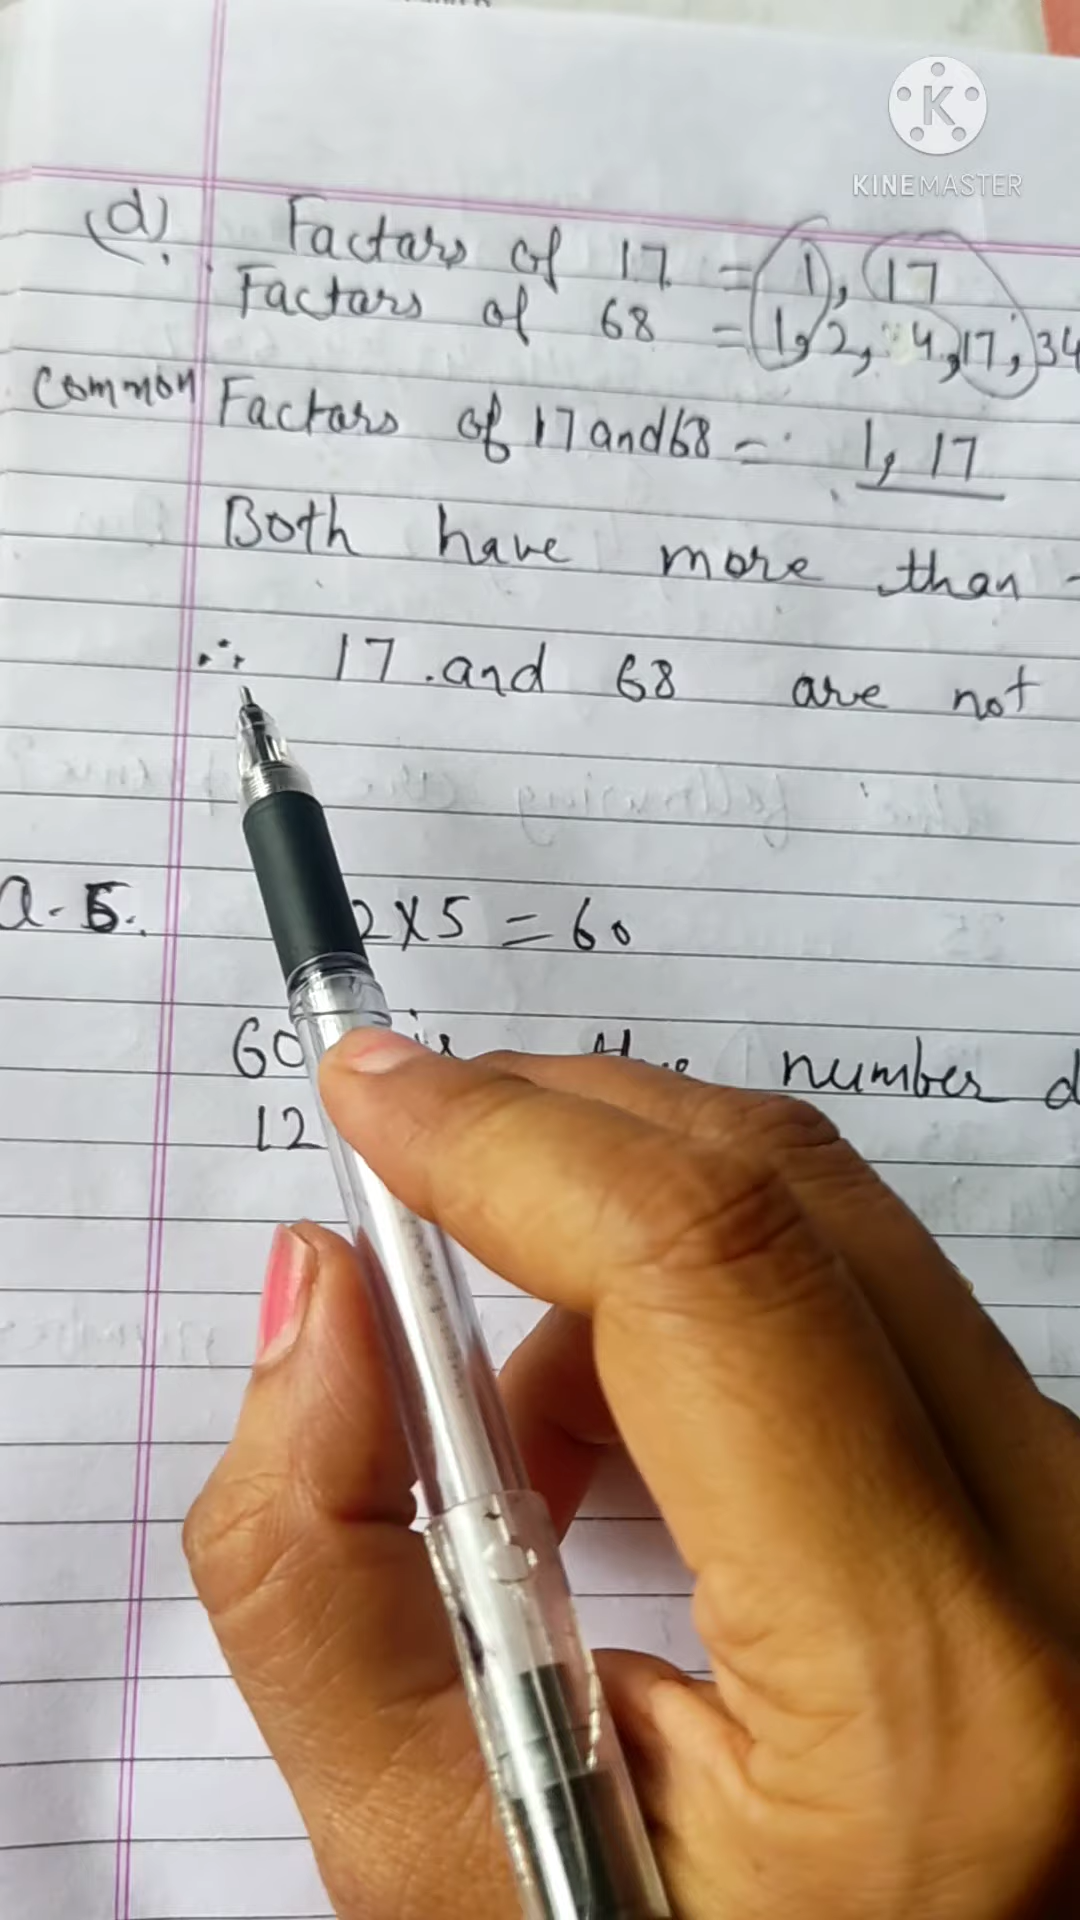 KINEMASTER
(d). Factors of 17 = 1, 17
Factors of 68 = 1, 2, 4, 17, 34
Common Factors of 17 and 68 = 1, 17
Both have more than
∴ 17 and 68 are not
Q.5. 2 × 5 = 60
60 is the number d
12